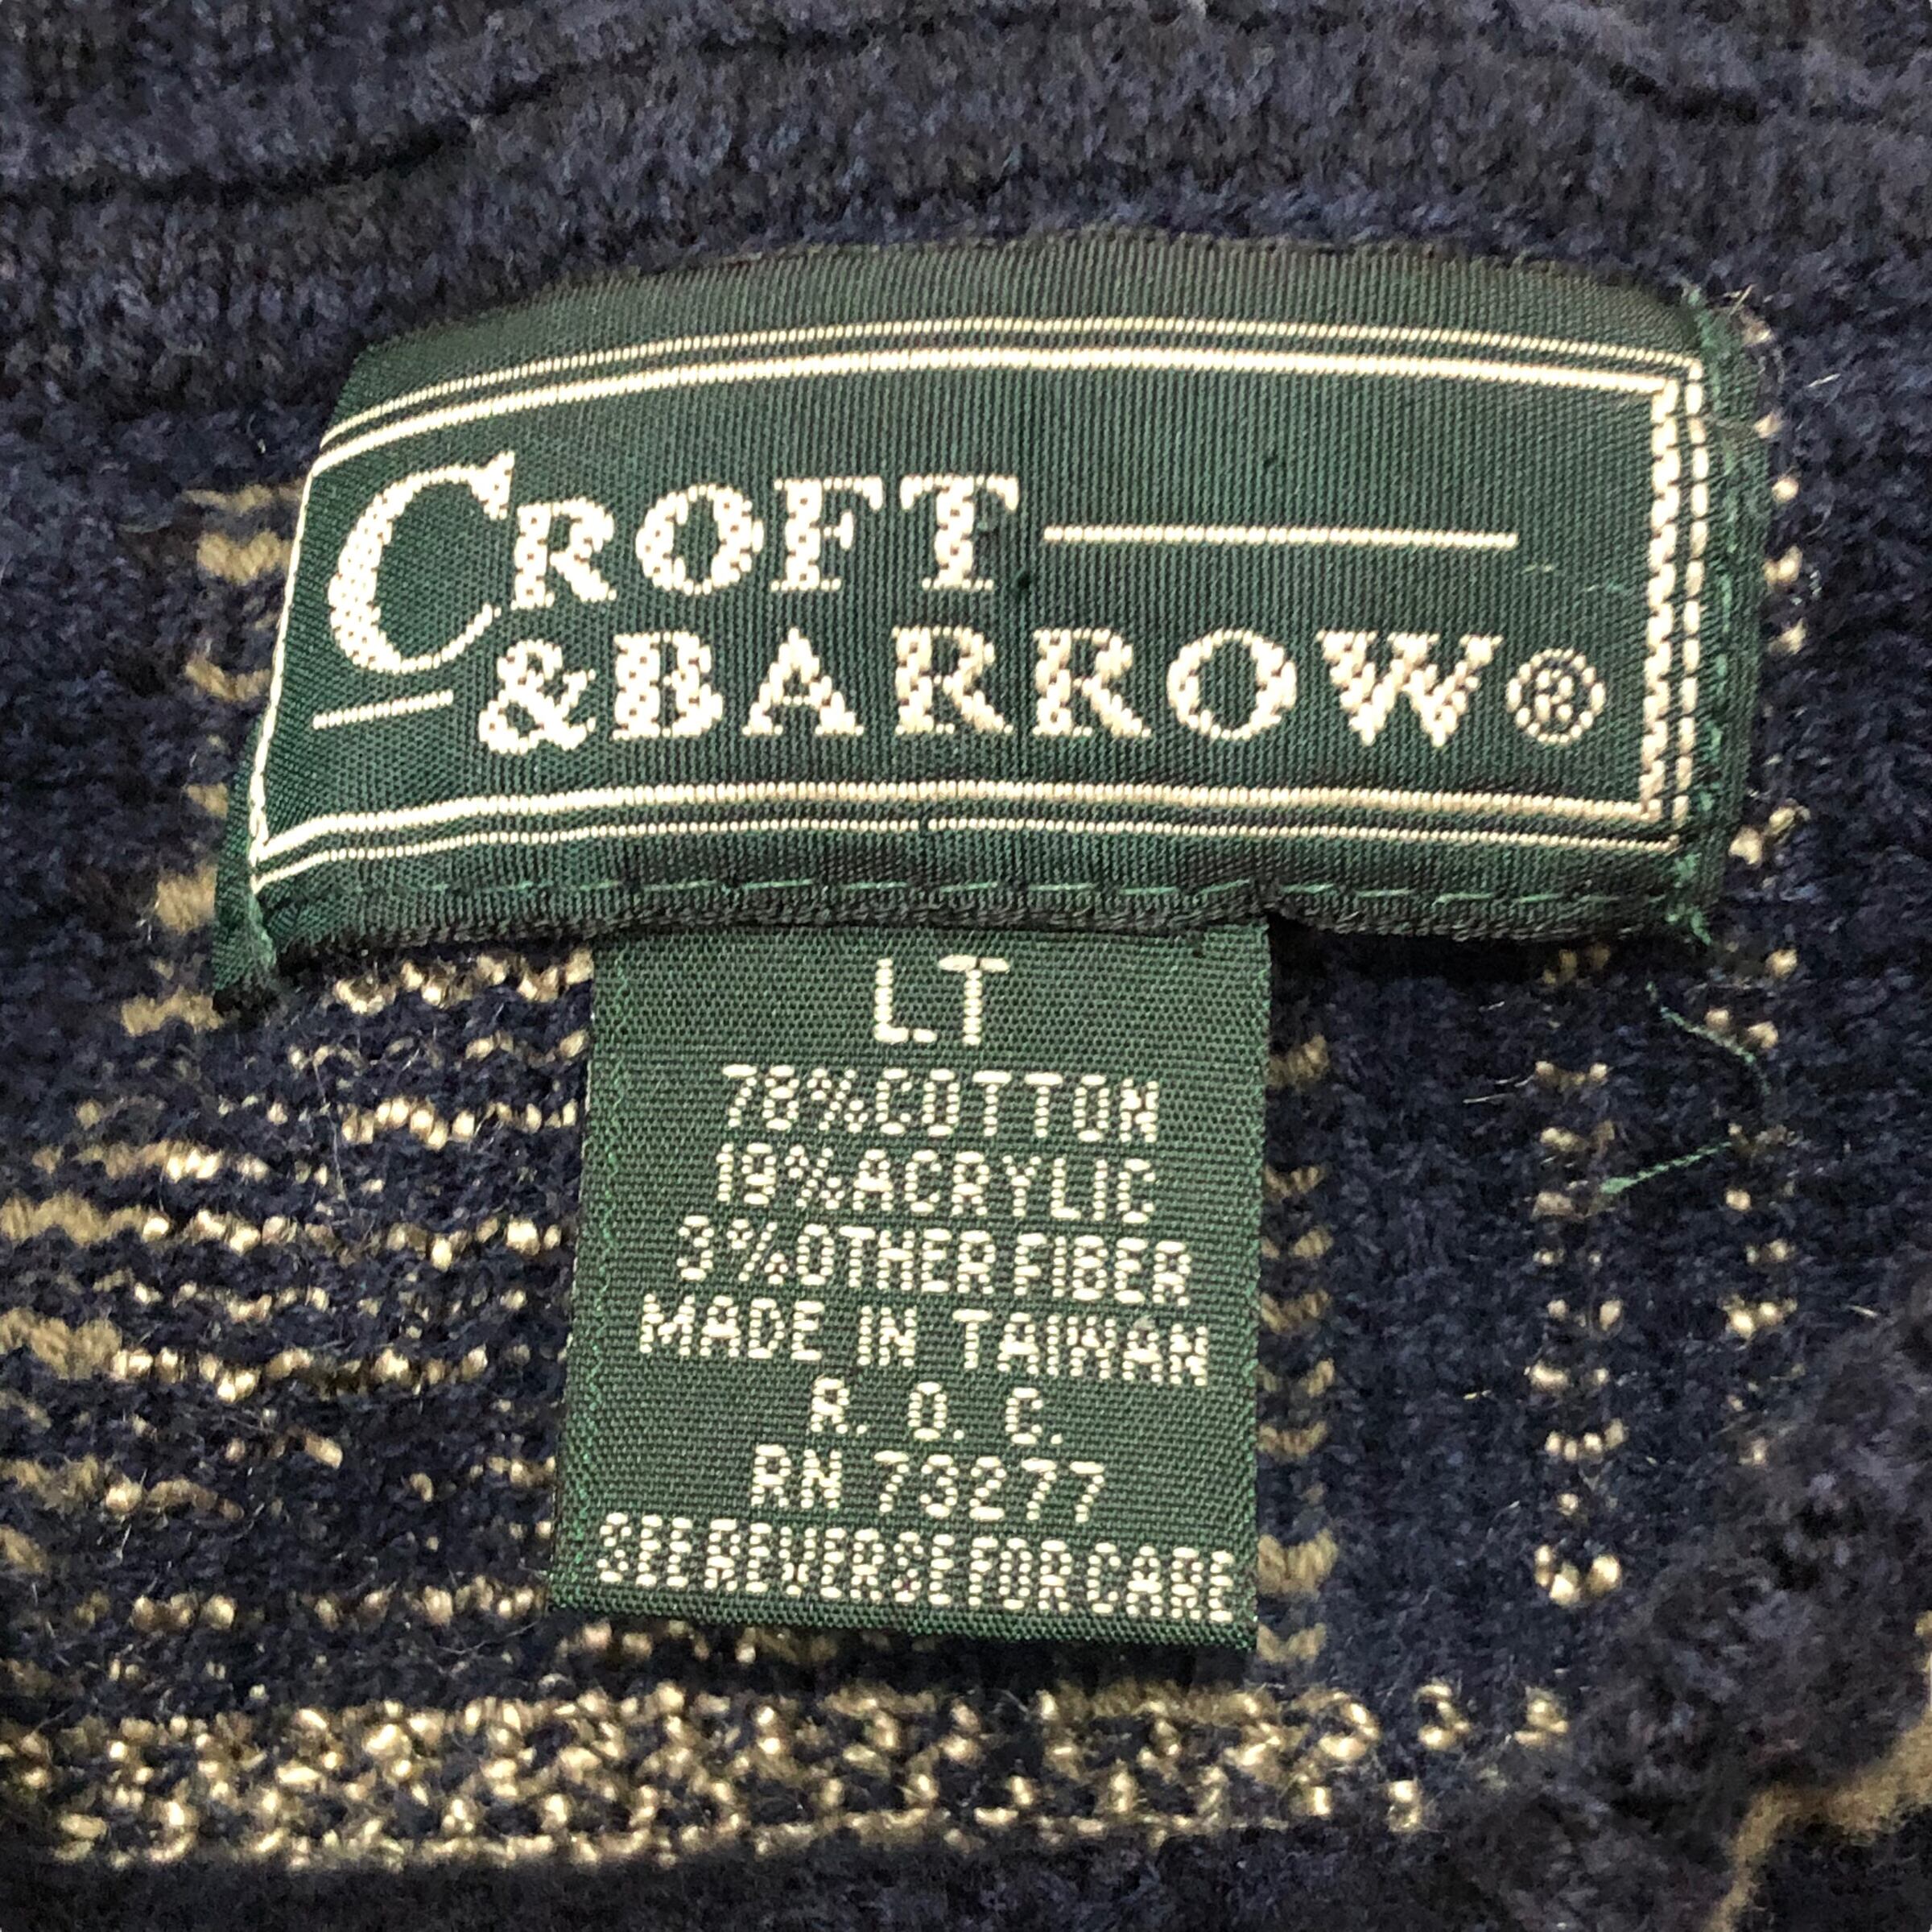 CROFT
&BARROW®
LT
78%COTTON
19%ACRYLIC
3%OTHER FIBER
MADE IN TAIWAN
R. O. C.
RN 73277
SEE REVERSE FOR CARE